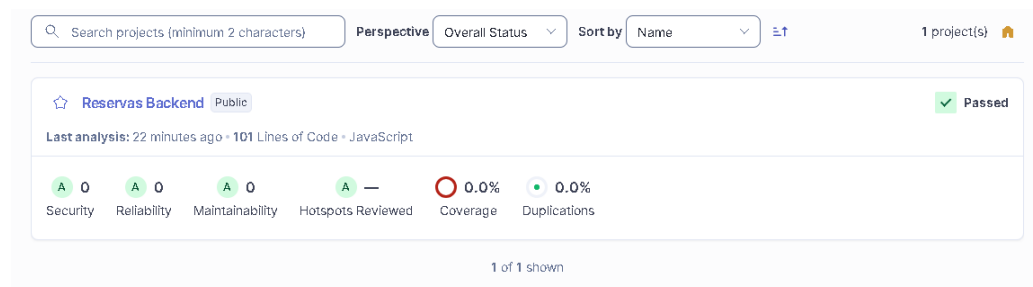 Search projects (minimum 2 characters) Perspective Overall Status Sort by Name 1 project(s)
Reservas Backend Public Passed
Last analysis: 22 minutes ago • 101 Lines of Code • JavaScript
A 0 A 0 A 0 A — 0.0% 0.0%
Security Reliability Maintainability Hotspots Reviewed Coverage Duplications
1 of 1 shown